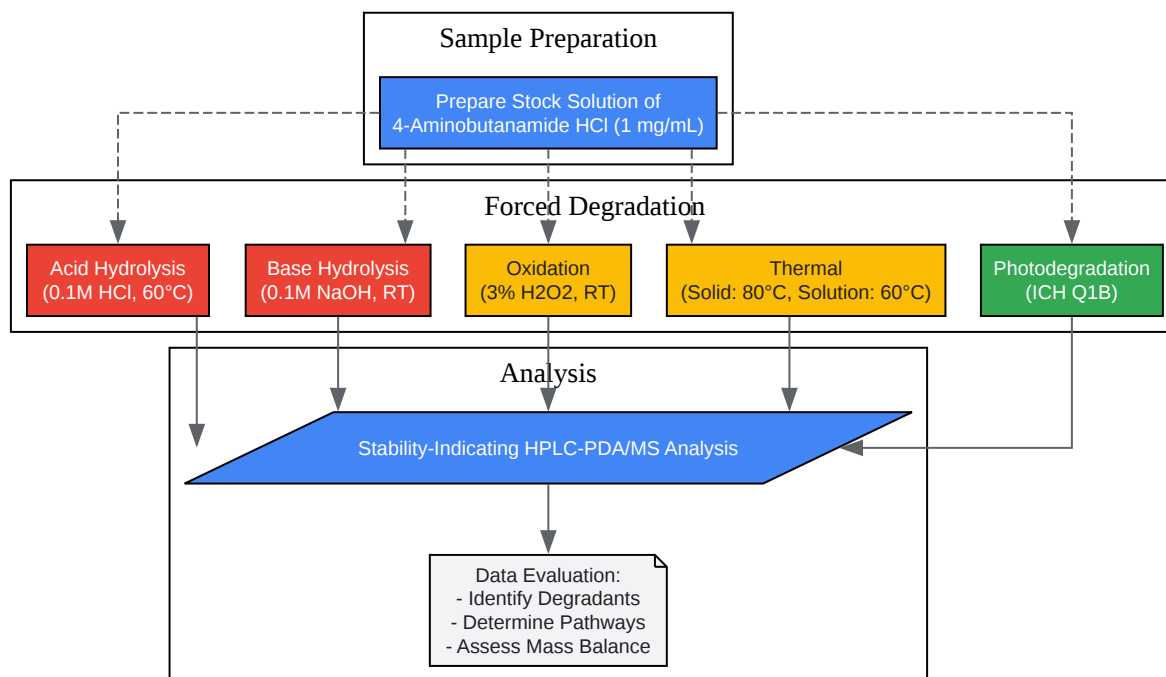 Sample Preparation
Prepare Stock Solution of
4-Aminobutanamide HCl (1 mg/mL)
Forced Degradation
Acid Hydrolysis
(0.1M HCl, 60°C)
Base Hydrolysis
(0.1M NaOH, RT)
Oxidation
(3% H2O2, RT)
Thermal
(Solid: 80°C, Solution: 60°C)
Photodegradation
(ICH Q1B)
Analysis
Stability-Indicating HPLC-PDA/MS Analysis
Data Evaluation:
- Identify Degradants
- Determine Pathways
- Assess Mass Balance